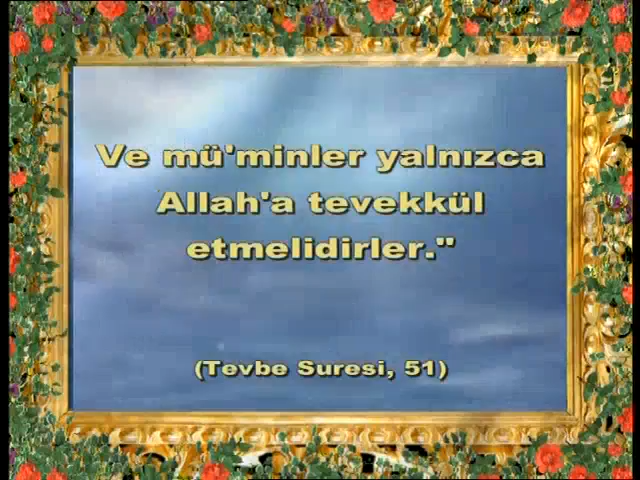 Ve mü'minler yalnızca
Allah'a tevekkül
etmelidirler."
(Tevbe Suresi, 51)